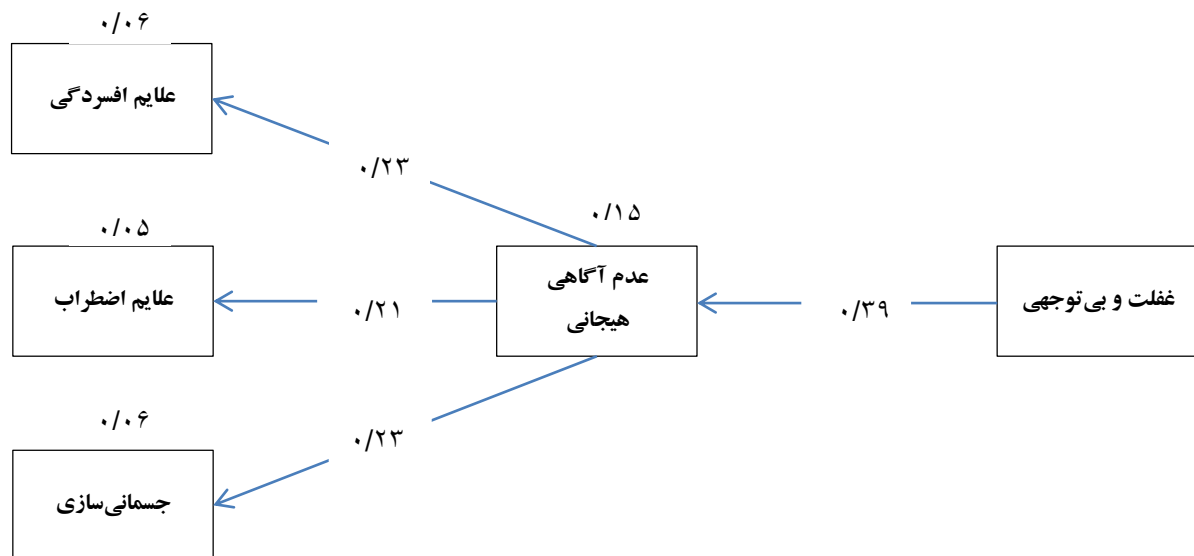 ۰/۰۶
علایم افسردگی
۰/۲۳
۰/۱۵
۰/۰۵
عدم آگاهی
هیجانی
غفلت و بی‌توجهی
۰/۳۹
۰/۲۱
علایم اضطراب
۰/۰۶
۰/۲۳
جسمانی‌سازی